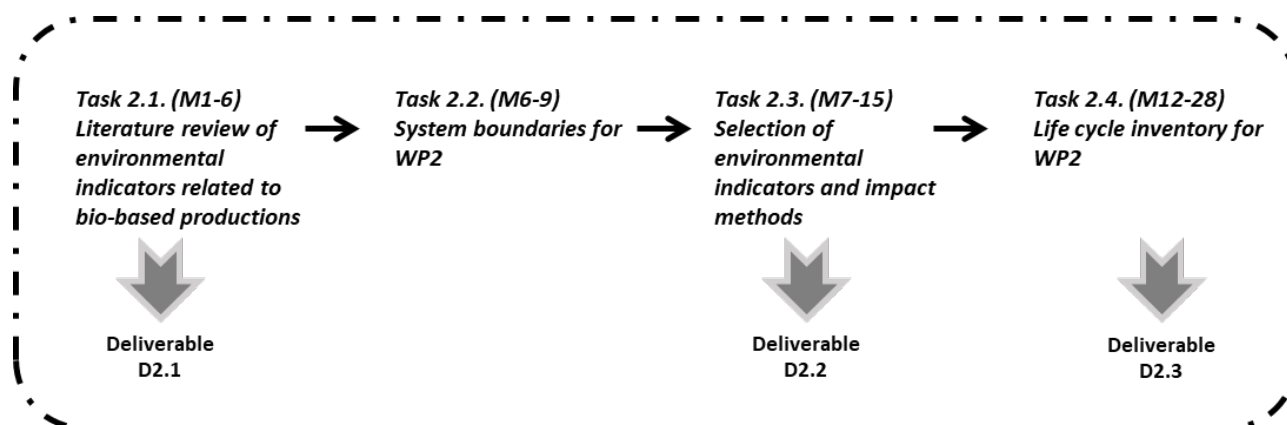 Task 2.1. (M1-6)
Literature review of
environmental
indicators related to
bio-based productions
Task 2.2. (M6-9)
System boundaries for
WP2
Task 2.3. (M7-15)
Selection of
environmental
indicators and impact
methods
Task 2.4. (M12-28)
Life cycle inventory for
WP2
Deliverable
D2.1
Deliverable
D2.2
Deliverable
D2.3